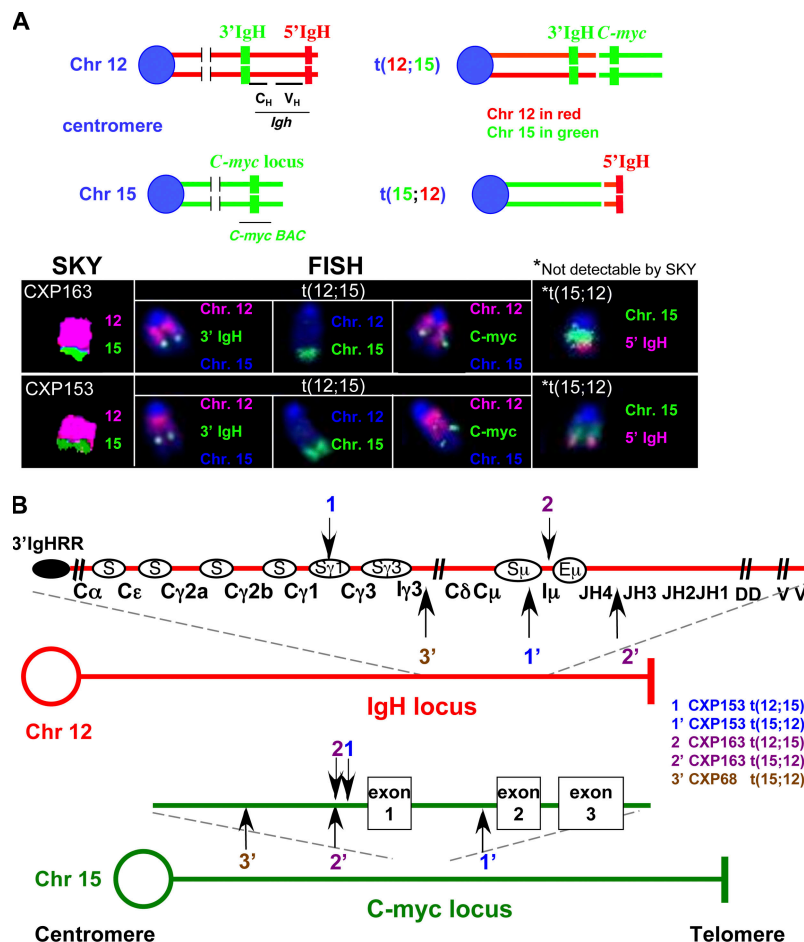 A
3’IgH 5’IgH
3’IgH C-myc
Chr 12
t(12;15)
CH VH
Igh
centromere
Chr 12 in red
Chr 15 in green
C-myc locus
5’IgH
Chr 15
t(15;12)
C-myc BAC
SKY FISH *Not detectable by SKY
CXP163 t(12;15) *t(15;12)
12
15
Chr. 12
3’ IgH
Chr. 15
Chr. 12
Chr. 15
Chr. 12
C-myc
Chr. 15
Chr. 15
5’ IgH
CXP153 t(12;15) *t(15;12)
12
15
Chr. 12
3’ IgH
Chr. 15
Chr. 12
Chr. 15
Chr. 12
C-myc
Chr. 15
Chr. 15
5’ IgH
B
1 2
3’IgHRR
S S S S Sγ1 Sγ3 Sμ Eμ
Cα Cε Cγ2a Cγ2b Cγ1 Cγ3 Iγ3 Cδ Cμ Iμ JH4 JH3 JH2 JH1 DD V V
3’ 1’ 2’
IgH locus
Chr 12
1 CXP153 t(12;15)
1’ CXP153 t(15;12)
2 CXP163 t(12;15)
2’ CXP163 t(15;12)
3’ CXP68 t(15;12)
2 1
exon 1
exon 2
exon 3
3’ 2’ 1’
Chr 15
C-myc locus
Centromere Telomere